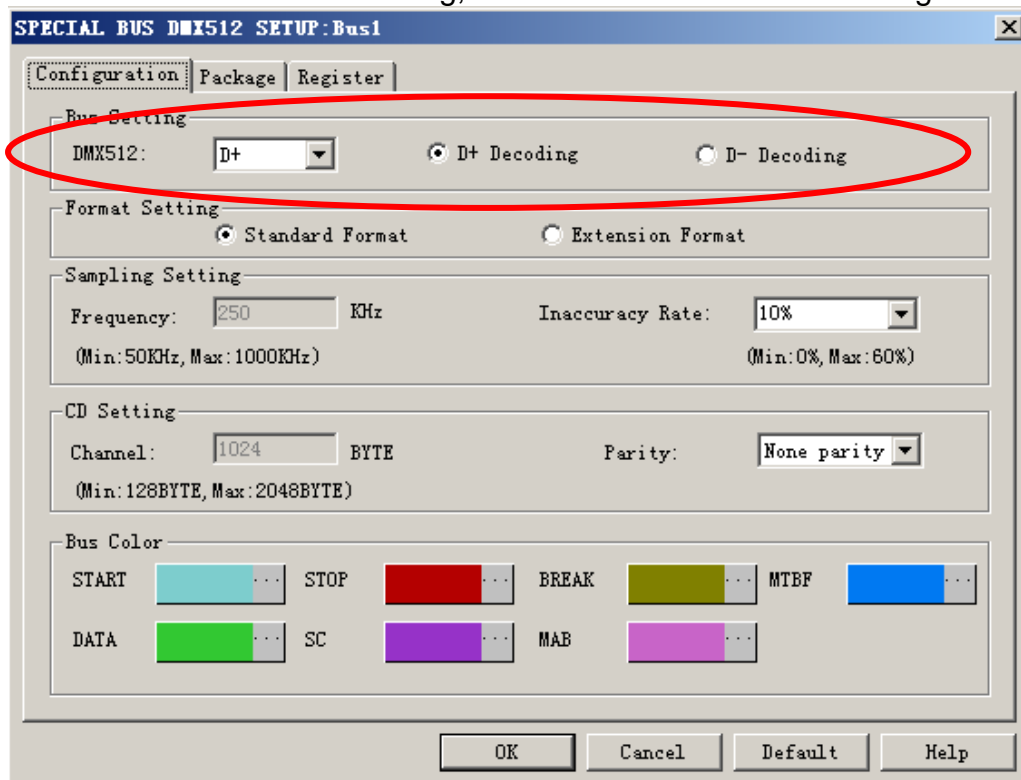 SPECIAL BUS DMX512 SETUP:Bus1
Configuration Package Register
Bus Setting
DMX512: D+ D+ Decoding D- Decoding
Format Setting
Standard Format Extension Format
Sampling Setting
Frequency: 250 KHz Inaccuracy Rate: 10%
(Min:50KHz,Max:1000KHz) (Min:0%,Max:60%)
CD Setting
Channel: 1024 BYTE Parity: None parity
(Min:128BYTE,Max:2048BYTE)
Bus Color
START ... STOP ... BREAK ... MTBF ...
DATA ... SC ... MAB ...
OK Cancel Default Help